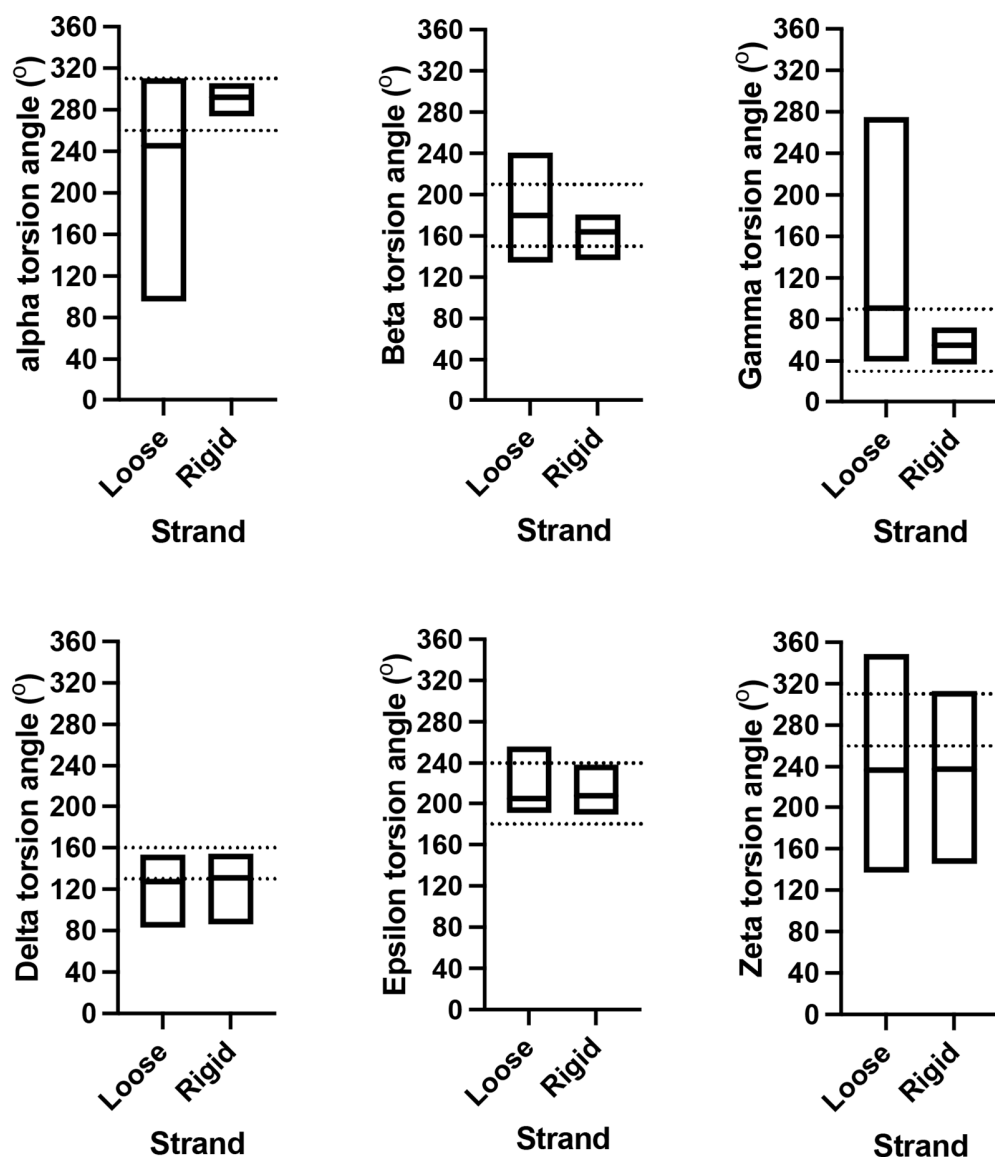 alpha torsion angle (º)
360
320
280
240
200
160
120
80
40
0
Loose
Rigid
Strand
Beta torsion angle (º)
360
320
280
240
200
160
120
80
40
0
Loose
Rigid
Strand
Gamma torsion angle (º)
360
320
280
240
200
160
120
80
40
0
Loose
Rigid
Strand
Delta torsion angle (º)
360
320
280
240
200
160
120
80
40
0
Loose
Rigid
Strand
Epsilon torsion angle (º)
360
320
280
240
200
160
120
80
40
0
Loose
Rigid
Strand
Zeta torsion angle (º)
360
320
280
240
200
160
120
80
40
0
Loose
Rigid
Strand